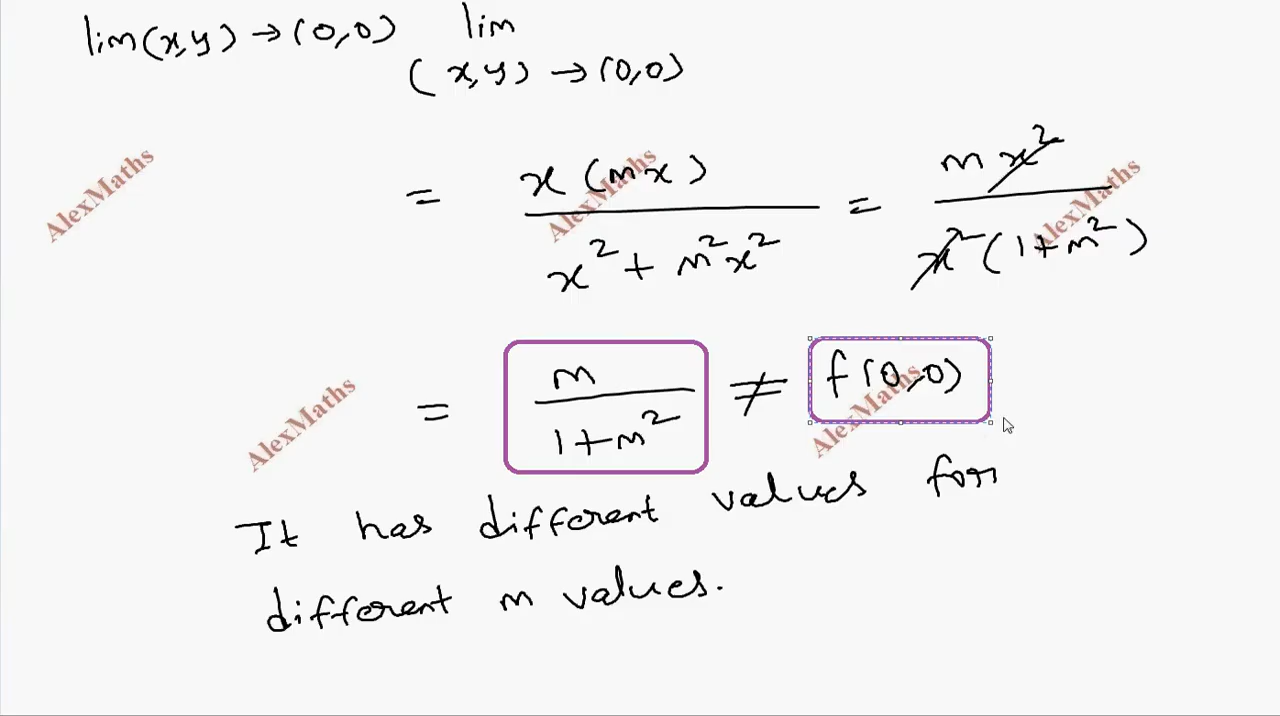 lim(x,y) → (0,0) lim
(x,y) → (0,0)
= x(mx) / x² + m²x² = mx² / x²(1+m²)
= m / 1+m² ≠ f(0,0)
It has different values for
different m values.
AlexMaths
AlexMaths
AlexMaths
AlexMaths
AlexMaths